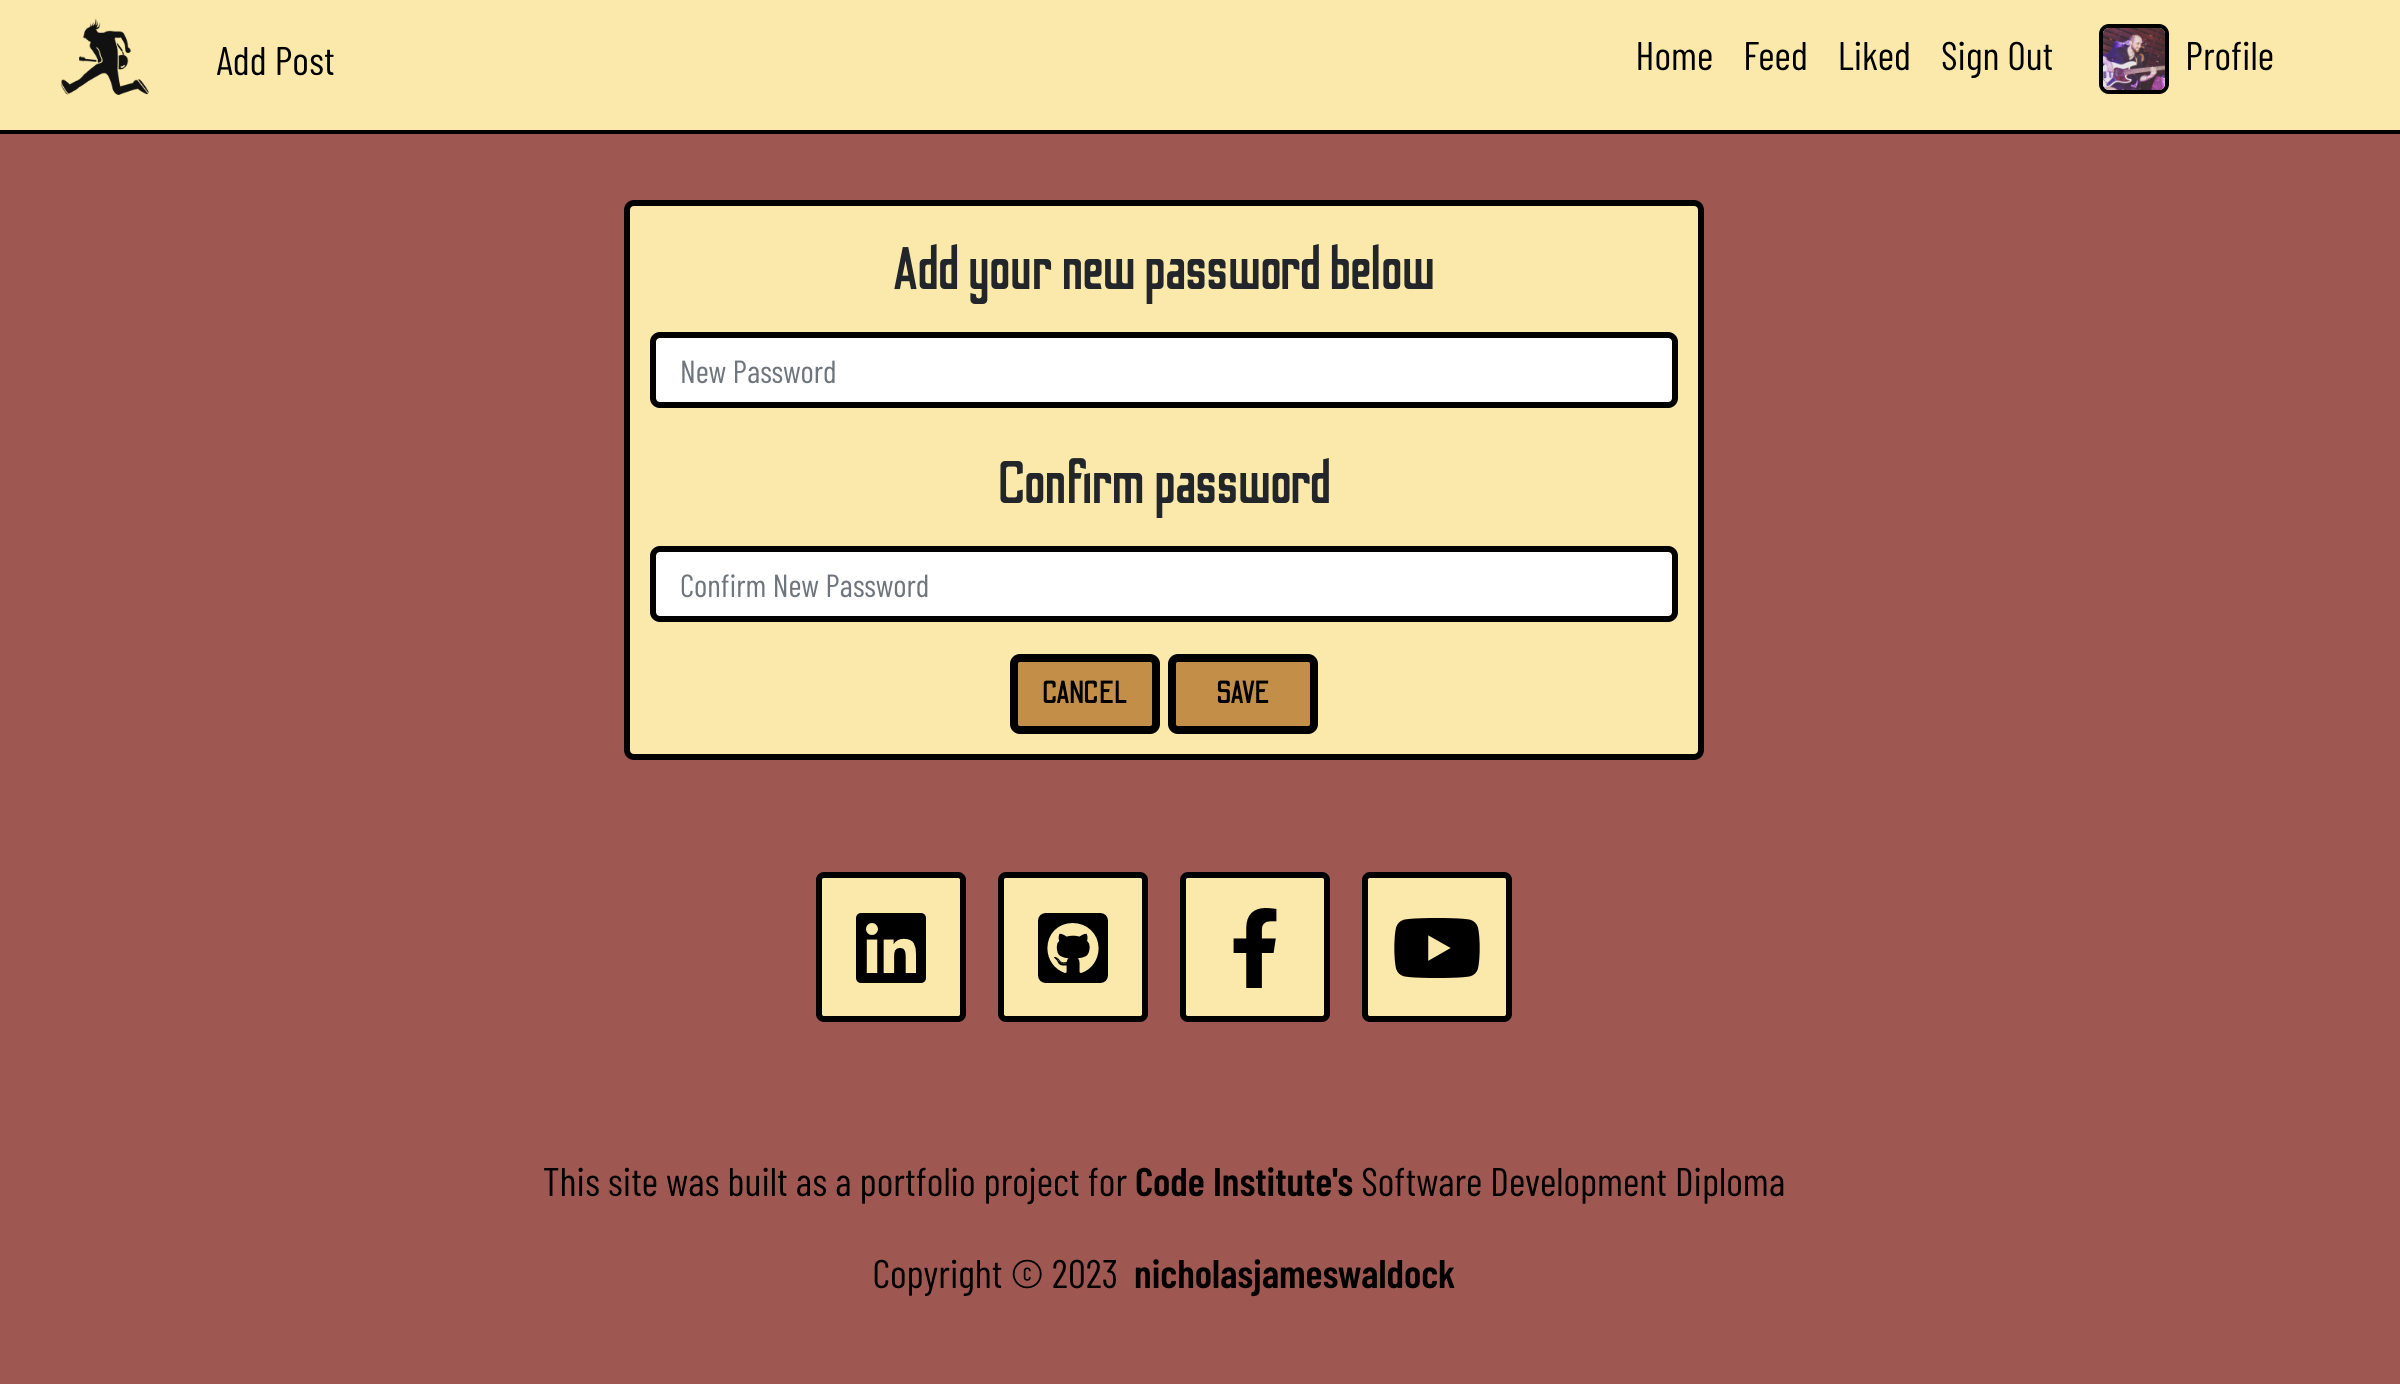 Add Post
Home Feed Liked Sign Out Profile
Add your new password below
New Password
Confirm password
Confirm New Password
CANCEL SAVE
in
This site was built as a portfolio project for Code Institute's Software Development Diploma
Copyright © 2023 nicholasjameswaldock